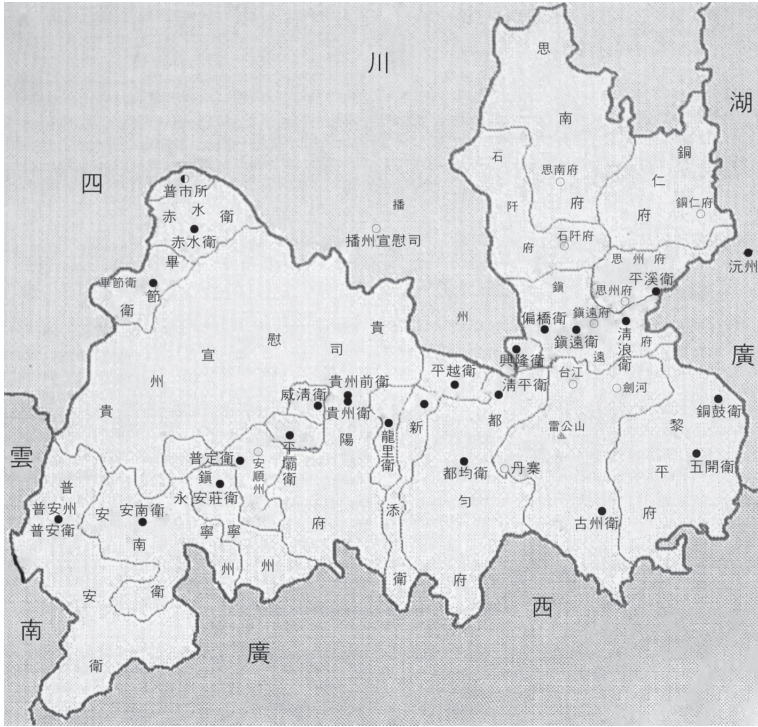 川
四
湖
廣
雲
南
廣
西
思
南
府
思南府
銅
仁
府
銅仁府
石
阡
府
石阡府
思州府
思州府
平溪衛
沅州
播
州
播州宣慰司
普市所
赤水衛
赤水衛
畢
節
衛
畢節衛
貴
州
宣
慰
司
鎭
遠
府
偏橋衛
鎭遠府
鎭遠衛
清浪衛
興隆衛
台江
劍河
雷公山
貴州前衛
貴州衛
威清衛
平越衛
清平衛
貴
陽
府
龍里衛
新
添
衛
都
勻
府
都均衛
丹寨
古州衛
黎
平
府
銅鼓衛
五開衛
平霸衛
普定衛
安順州
安莊衛
鎭
寧
州
永
寧
州
安南衛
安
南
衛
普安州
普安衛
普
安
衛